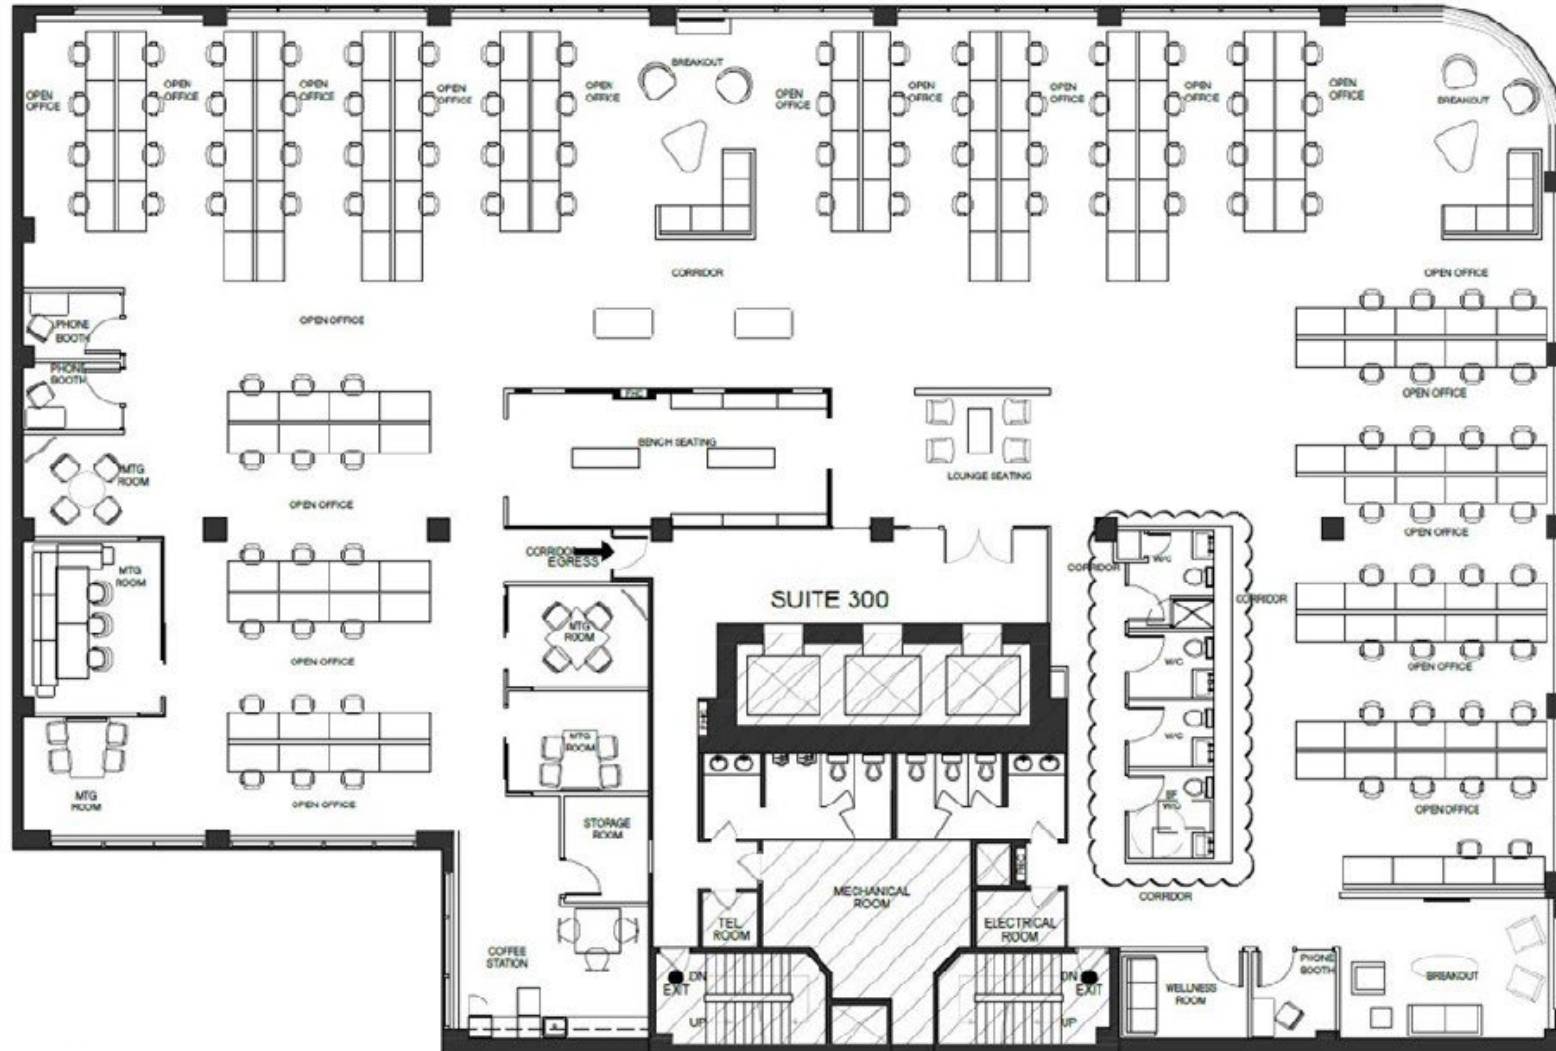 OPEN
OFFICE
OPEN
OFFICE
OPEN
OFFICE
OPEN
OFFICE
OPEN
OFFICE
BREAKOUT
OPEN
OFFICE
OPEN
OFFICE
OPEN
OFFICE
OPEN
OFFICE
OPEN
OFFICE
BREAKOUT
CORRIDOR
OPEN OFFICE
PHONE
BOOTH
OPEN OFFICE
PHONE
BOOTH
OPEN OFFICE
FHC
BENCH SEATING
MTG
ROOM
LOUNGE SEATING
OPEN OFFICE
OPEN OFFICE
CORRIDOR
EGRESS
MTG
ROOM
CORRIDOR
W/C
CORRIDOR
SUITE 300
MTG
ROOM
OPEN OFFICE
W/C
OPEN OFFICE
FHC
MTG
ROOM
W/C
MTG
ROOM
OPEN OFFICE
BF
W/C
OPEN OFFICE
STORAGE
ROOM
MECHANICAL
ROOM
FHC
CORRIDOR
TEL
ROOM
ELECTRICAL
ROOM
COFFEE
STATION
DN
EXIT
UP
DN
EXIT
UP
WELLNESS
ROOM
PHONE
BOOTH
BREAKOUT